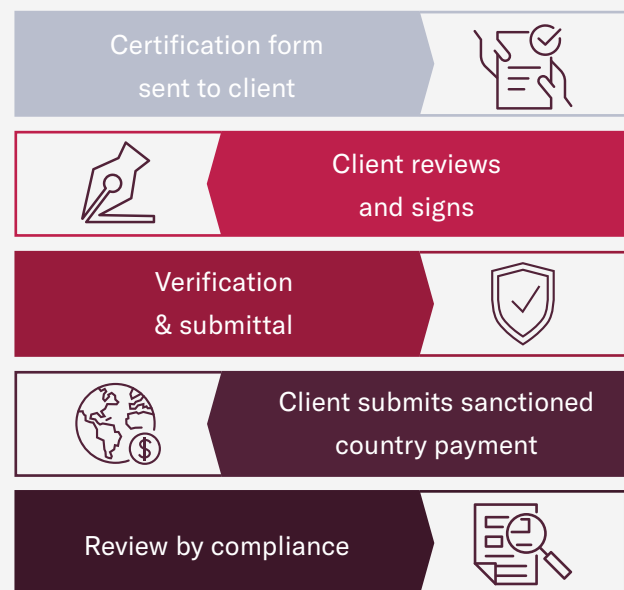 Certification form
sent to client
Client reviews
and signs
Verification
& submittal
Client submits sanctioned
country payment
$
Review by compliance